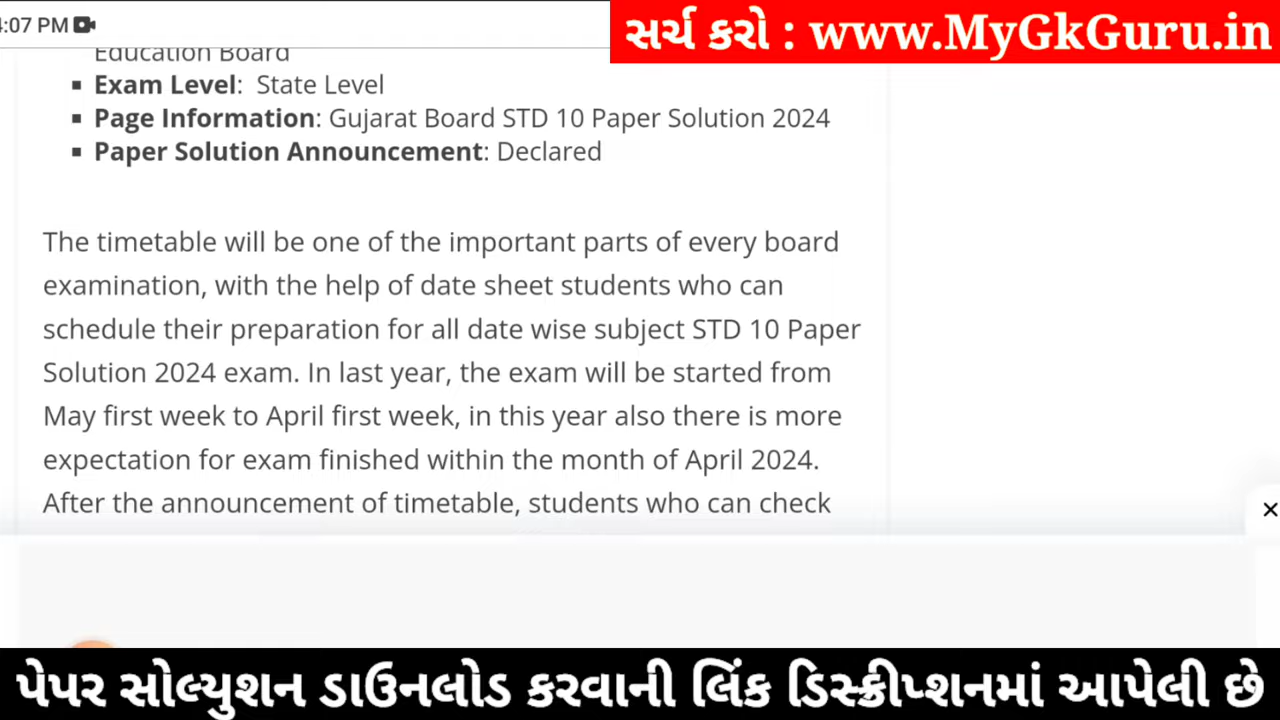 4:07 PM
સર્ચ કરો : www.MyGkGuru.in
Education Board
▪ Exam Level: State Level
▪ Page Information: Gujarat Board STD 10 Paper Solution 2024
▪ Paper Solution Announcement: Declared
The timetable will be one of the important parts of every board
examination, with the help of date sheet students who can
schedule their preparation for all date wise subject STD 10 Paper
Solution 2024 exam. In last year, the exam will be started from
May first week to April first week, in this year also there is more
expectation for exam finished within the month of April 2024.
After the announcement of timetable, students who can check
પેપર સોલ્યુશન ડાઉનલોડ કરવાની લિંક ડિસ્ક્રીપ્શનમાં આપેલી છે